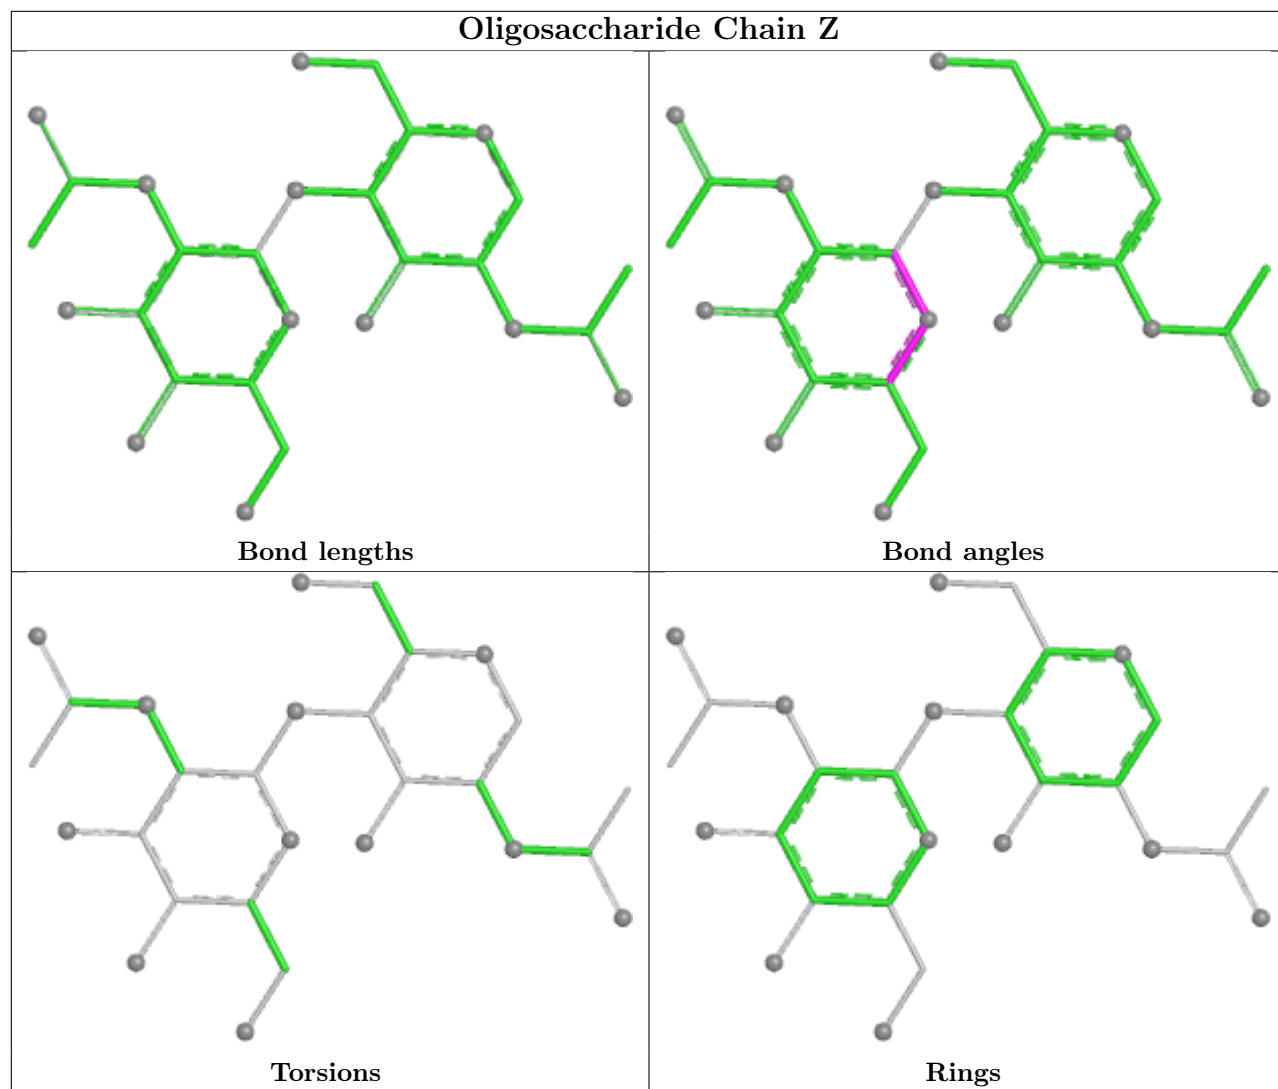 Oligosaccharide Chain Z
Bond lengths
Bond angles
Torsions
Rings